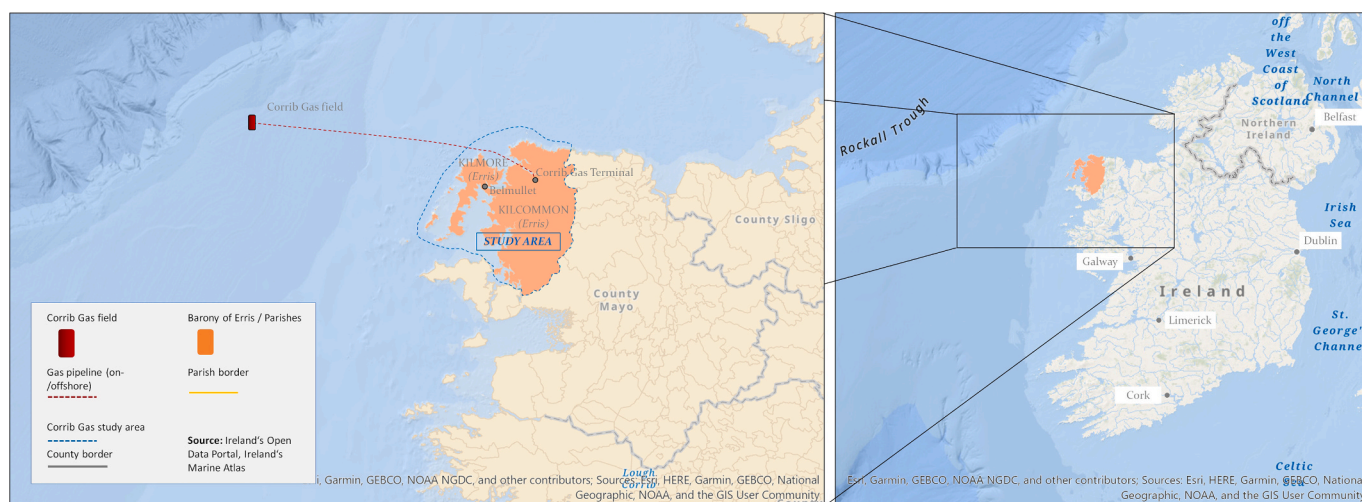 Corrib Gas field
KILMORE
(Erris)
Corrib Gas Terminal
Belmullet
KILCOMMON
(Erris)
STUDY AREA
County Sligo
County
Mayo
Lough
Corrib
Corrib Gas field
Barony of Erris / Parishes
Gas pipeline (on-
/offshore)
Parish border
Corrib Gas study area
County border
Source: Ireland's Open
Data Portal, Ireland's
Marine Atlas
i, Garmin, GEBCO, NOAA NGDC, and other contributors; Sources: Esri, HERE, Garmin, GEBCO, National
Geographic, NOAA, and the GIS User Community
off
the
West
Coast
of
Scotland
North
Channel
Rockall Trough
Northern
Ireland
Belfast
Irish
Sea
Dublin
Galway
Ireland
Limerick
St.
George's
Channe
Cork
Celtic
Sea
Esri, Garmin, GEBCO, NOAA NGDC, and other contributors; Sources: Esri, HERE, Garmin, GEBCO, National
Geographic, NOAA, and the GIS User Community